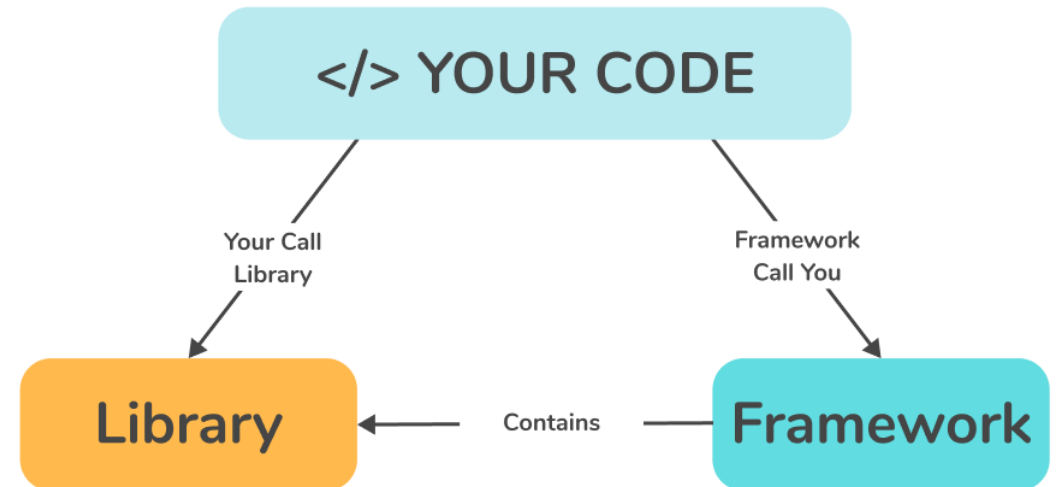 </> YOUR CODE
Your Call
Library
Framework
Call You
Library
Contains
Framework